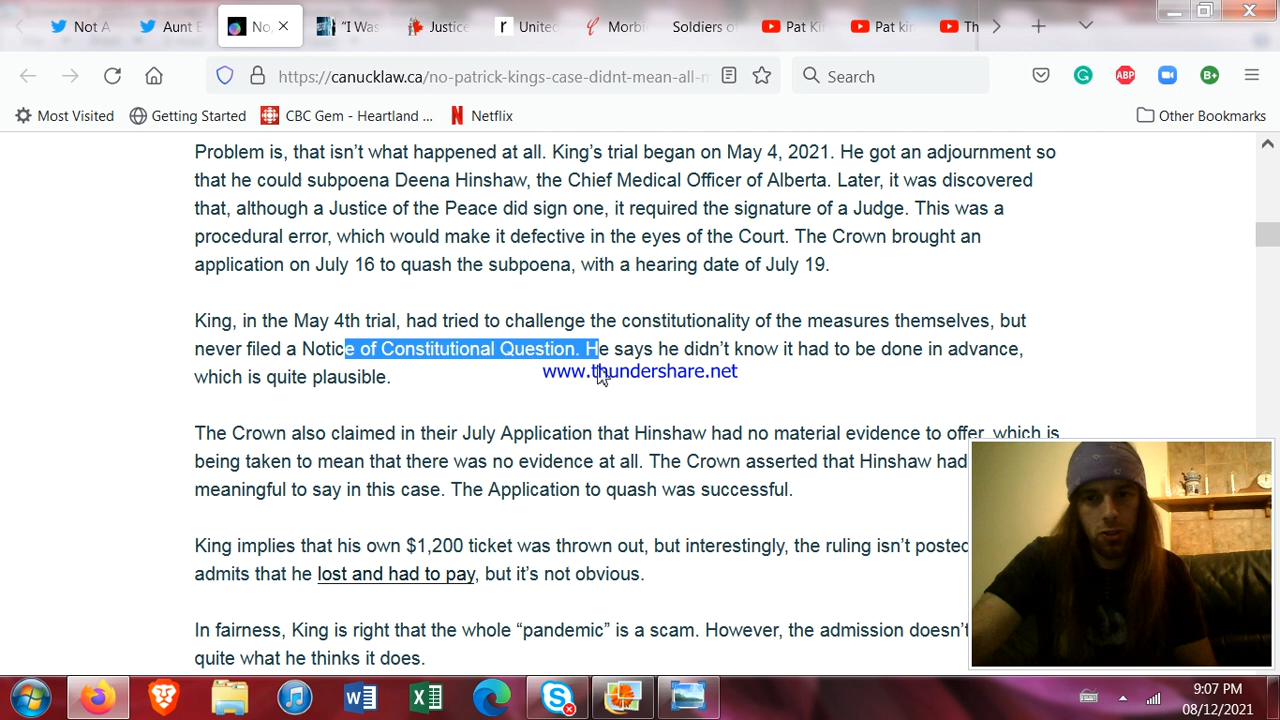 Not A
Aunt E
No,
"I Was
Justice
United
Morbi
Soldiers of
Pat Kin
Pat kin
Th
https://canucklaw.ca/no-patrick-kings-case-didnt-mean-all-m
Search
ABP
B+
Most Visited
Getting Started
CBC Gem - Heartland ...
Netflix
Other Bookmarks
Problem is, that isn't what happened at all. King's trial began on May 4, 2021. He got an adjournment so
that he could subpoena Deena Hinshaw, the Chief Medical Officer of Alberta. Later, it was discovered
that, although a Justice of the Peace did sign one, it required the signature of a Judge. This was a
procedural error, which would make it defective in the eyes of the Court. The Crown brought an
application on July 16 to quash the subpoena, with a hearing date of July 19.
King, in the May 4th trial, had tried to challenge the constitutionality of the measures themselves, but
never filed a Notice of Constitutional Question. He says he didn't know it had to be done in advance,
which is quite plausible.
www.thundershare.net
The Crown also claimed in their July Application that Hinshaw had no material evidence to offer, which is
being taken to mean that there was no evidence at all. The Crown asserted that Hinshaw had
meaningful to say in this case. The Application to quash was successful.
King implies that his own $1,200 ticket was thrown out, but interestingly, the ruling isn't posted
admits that he lost and had to pay, but it's not obvious.
In fairness, King is right that the whole "pandemic" is a scam. However, the admission doesn't
quite what he thinks it does.
9:07 PM
08/12/2021